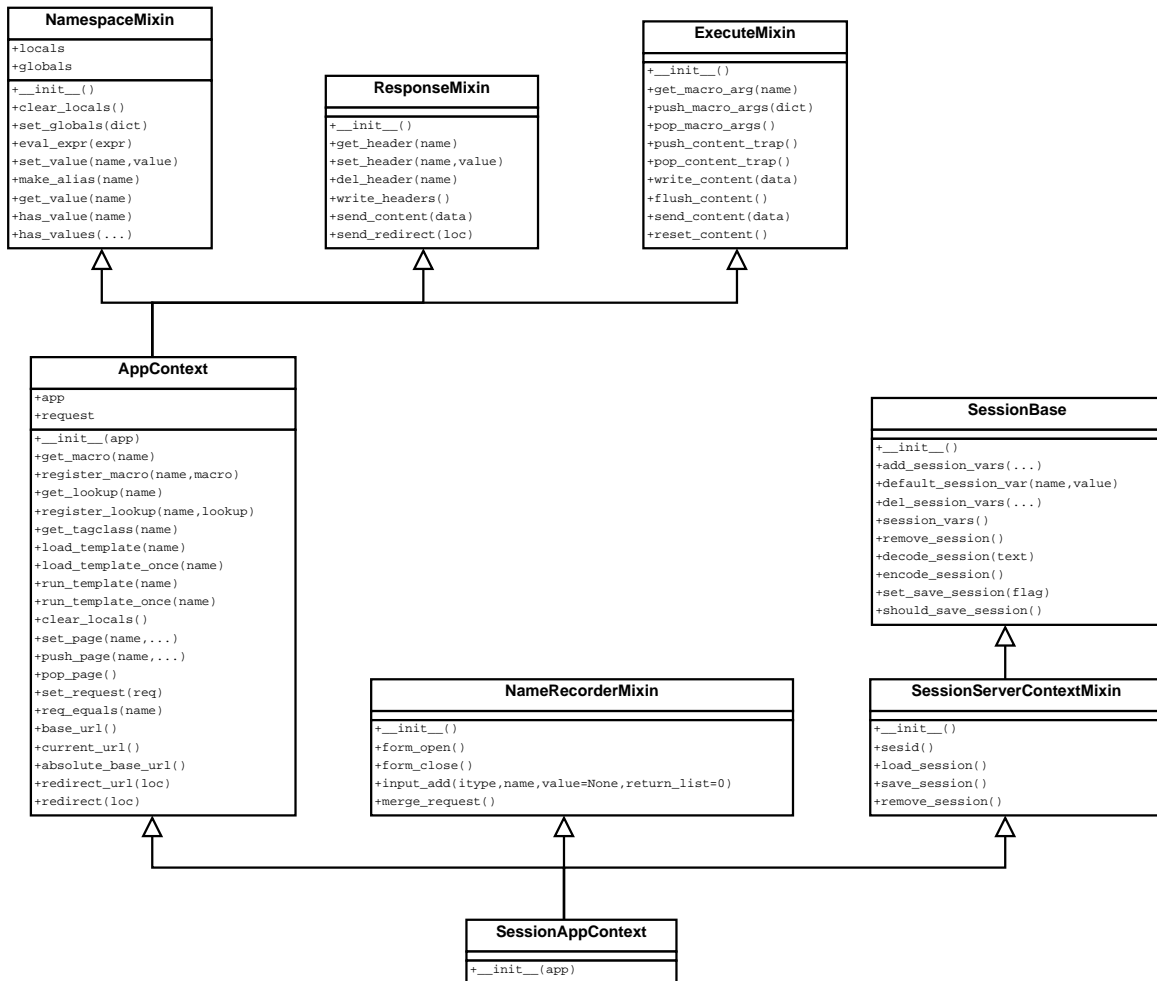 NamespaceMixin
+locals
+globals
+__init__()
+clear_locals()
+set_globals(dict)
+eval_expr(expr)
+set_value(name,value)
+make_alias(name)
+get_value(name)
+has_value(name)
+has_values(...)
ResponseMixin
+__init__()
+get_header(name)
+set_header(name,value)
+del_header(name)
+write_headers()
+send_content(data)
+send_redirect(loc)
ExecuteMixin
+__init__()
+get_macro_arg(name)
+push_macro_args(dict)
+pop_macro_args()
+push_content_trap()
+pop_content_trap()
+write_content(data)
+flush_content()
+send_content(data)
+reset_content()
AppContext
+app
+request
+__init__(app)
+get_macro(name)
+register_macro(name,macro)
+get_lookup(name)
+register_lookup(name,lookup)
+get_tagclass(name)
+load_template(name)
+load_template_once(name)
+run_template(name)
+run_template_once(name)
+clear_locals()
+set_page(name,...)
+push_page(name,...)
+pop_page()
+set_request(req)
+req_equals(name)
+base_url()
+current_url()
+absolute_base_url()
+redirect_url(loc)
+redirect(loc)
SessionBase
+__init__()
+add_session_vars(...)
+default_session_var(name,value)
+del_session_vars(...)
+session_vars()
+remove_session()
+decode_session(text)
+encode_session()
+set_save_session(flag)
+should_save_session()
NameRecorderMixin
+__init__()
+form_open()
+form_close()
+input_add(itype,name,value=None,return_list=0)
+merge_request()
SessionServerContextMixin
+__init__()
+sesid()
+load_session()
+save_session()
+remove_session()
SessionAppContext
+__init__(app)